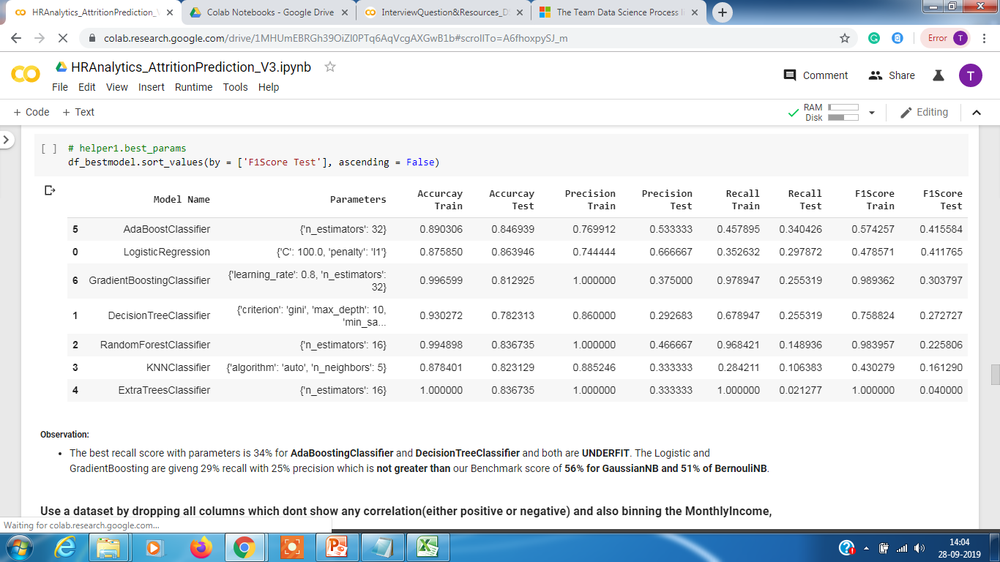 HRAnalytics_AttritionPrediction_V
Colab Notebooks - Google Drive
InterviewQuestion&Resources_D
The Team Data Science Process li
colab.research.google.com/drive/1MHUmEBRGh39OiZl0PTq6AqVcgAXGwB1b#scrollTo=A6fhoxpySJ_m
Error T
HRAnalytics_AttritionPrediction_V3.ipynb
Comment Share T
File Edit View Insert Runtime Tools Help
+ Code + Text
RAM
Disk
Editing
[ ] # helper1.best_params
df_bestmodel.sort_values(by = ['F1Score Test'], ascending = False)
Model Name Parameters Accurcay Train Accurcay Test Precision Train Precision Test Recall Train Recall Test F1Score Train F1Score Test
5 AdaBoostClassifier {'n_estimators': 32} 0.890306 0.846939 0.769912 0.533333 0.457895 0.340426 0.574257 0.415584
0 LogisticRegression {'C': 100.0, 'penalty': 'l1'} 0.875850 0.863946 0.744444 0.666667 0.352632 0.297872 0.478571 0.411765
6 GradientBoostingClassifier {'learning_rate': 0.8, 'n_estimators': 32} 0.996599 0.812925 1.000000 0.375000 0.978947 0.255319 0.989362 0.303797
1 DecisionTreeClassifier {'criterion': 'gini', 'max_depth': 10, 'min_sa... 0.930272 0.782313 0.860000 0.292683 0.678947 0.255319 0.758824 0.272727
2 RandomForestClassifier {'n_estimators': 16} 0.994898 0.836735 1.000000 0.466667 0.968421 0.148936 0.983957 0.225806
3 KNNClassifier {'algorithm': 'auto', 'n_neighbors': 5} 0.878401 0.823129 0.885246 0.333333 0.284211 0.106383 0.430279 0.161290
4 ExtraTreesClassifier {'n_estimators': 16} 1.000000 0.836735 1.000000 0.333333 1.000000 0.021277 1.000000 0.040000
Observation:
• The best recall score with parameters is 34% for AdaBoostingClassifier and DecisionTreeClassifier and both are UNDERFIT. The Logistic and
GradientBoosting are giveng 29% recall with 25% precision which is not greater than our Benchmark score of 56% for GaussianNB and 51% of BernouliNB.
Use a dataset by dropping all columns which dont show any correlation(either positive or negative) and also binning the MonthlyIncome,
Waiting for colab.research.google.com...
14:04
28-09-2019